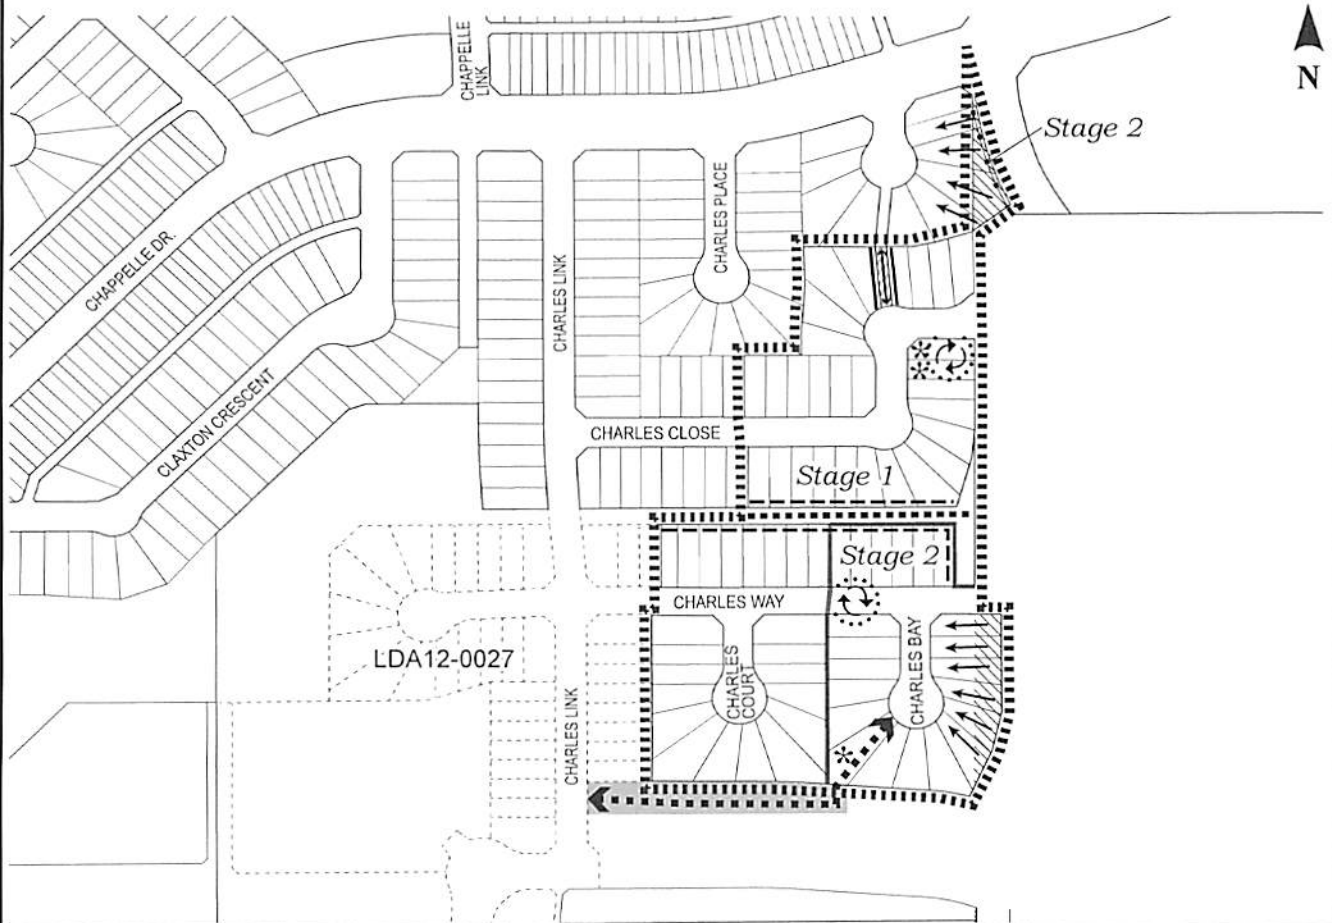 CHAPPELLE
LINK
N
Stage 2
CHAPPELLE DR.
CHARLES PLACE
CHARLES LINK
CLAXTON CRESCENT
CHARLES CLOSE
Stage 1
Stage 2
CHARLES WAY
LDA12-0027
CHARLES
COURT
CHARLES BAY
CHARLES LINK